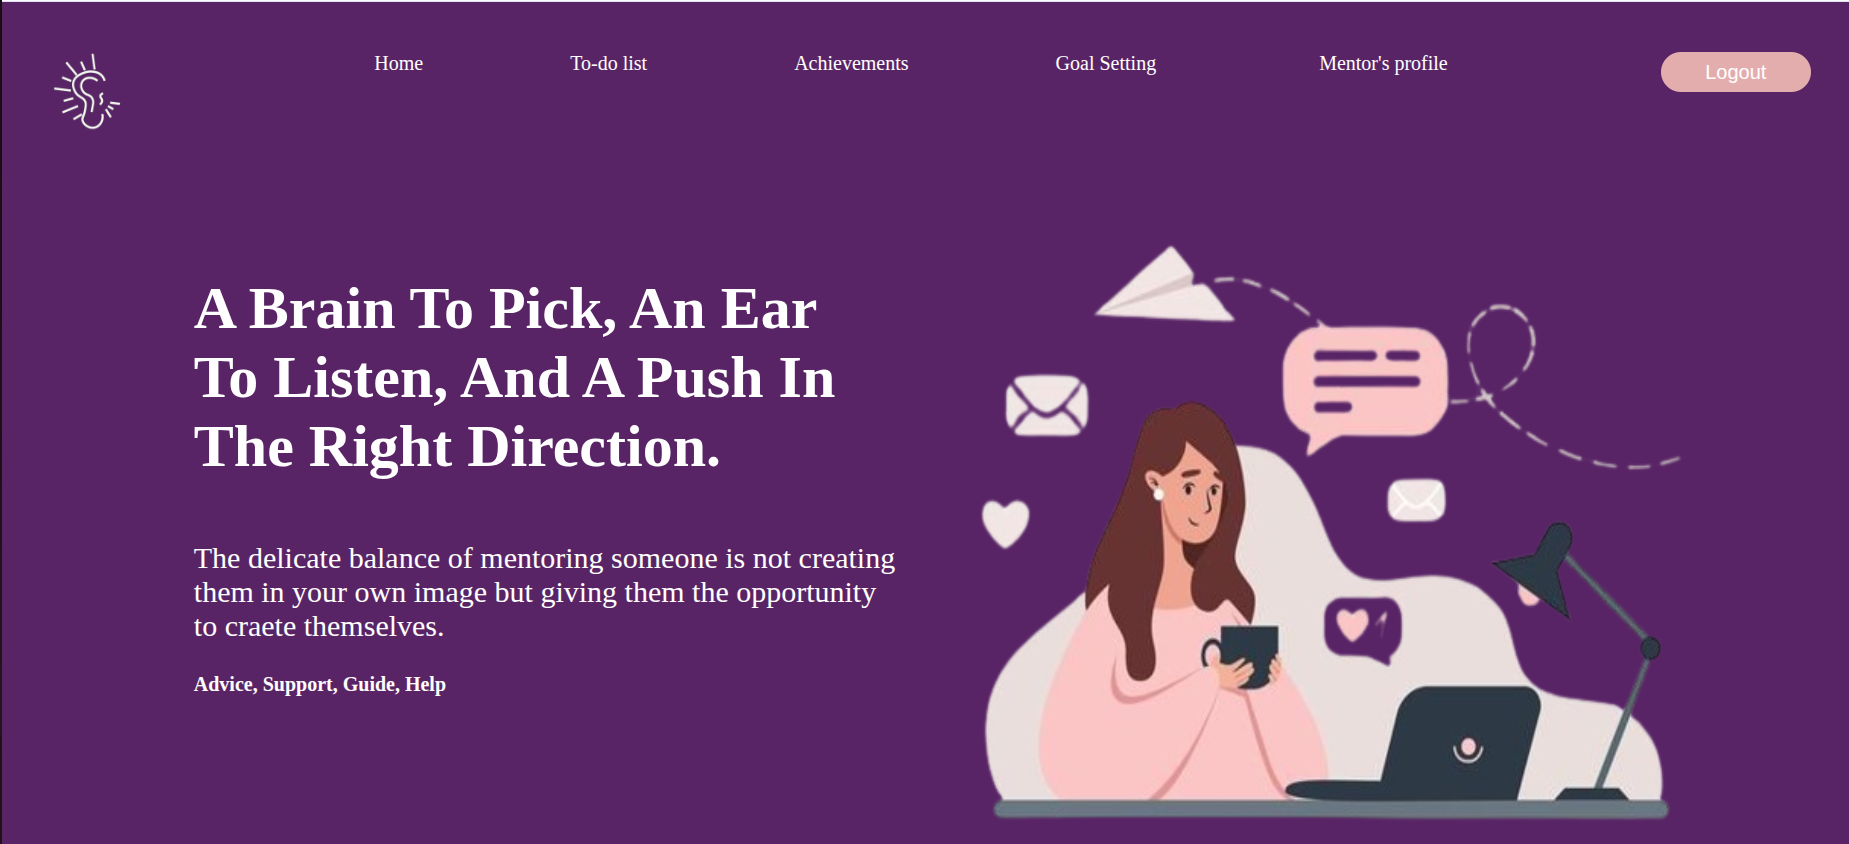 Home
To-do list
Achievements
Goal Setting
Mentor's profile
Logout
A Brain To Pick, An Ear
To Listen, And A Push In
The Right Direction.
The delicate balance of mentoring someone is not creating
them in your own image but giving them the opportunity
to craete themselves.
Advice, Support, Guide, Help